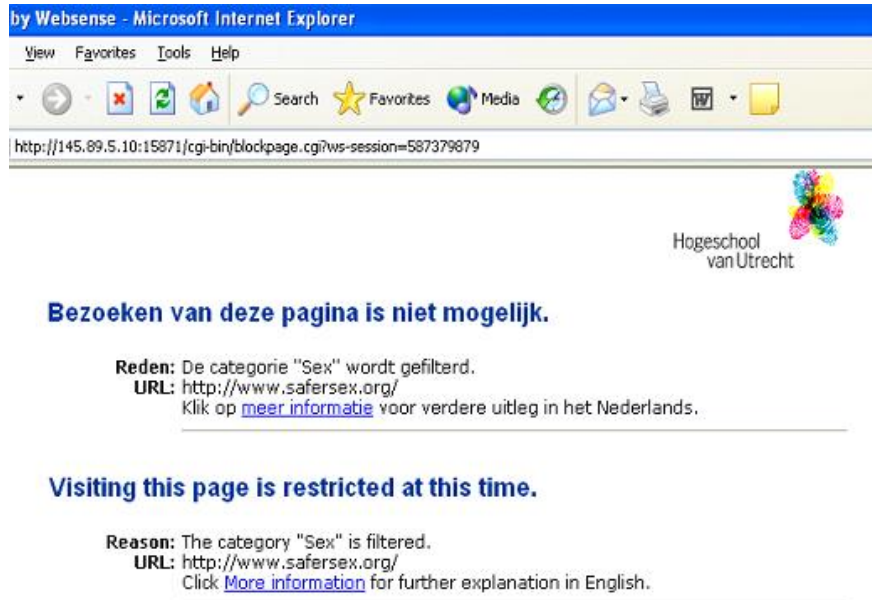 by Websense - Microsoft Internet Explorer
View Favorites Tools Help
Search Favorites Media
http://145.89.5.10:15871/cgi-bin/blockpage.cgi?ws-session=587379879
Hogeschool
van Utrecht
Bezoeken van deze pagina is niet mogelijk.
Reden: De categorie "Sex" wordt gefilterd.
URL: http://www.safersex.org/
Klik op meer informatie voor verdere uitleg in het Nederlands.
Visiting this page is restricted at this time.
Reason: The category "Sex" is filtered.
URL: http://www.safersex.org/
Click More information for further explanation in English.